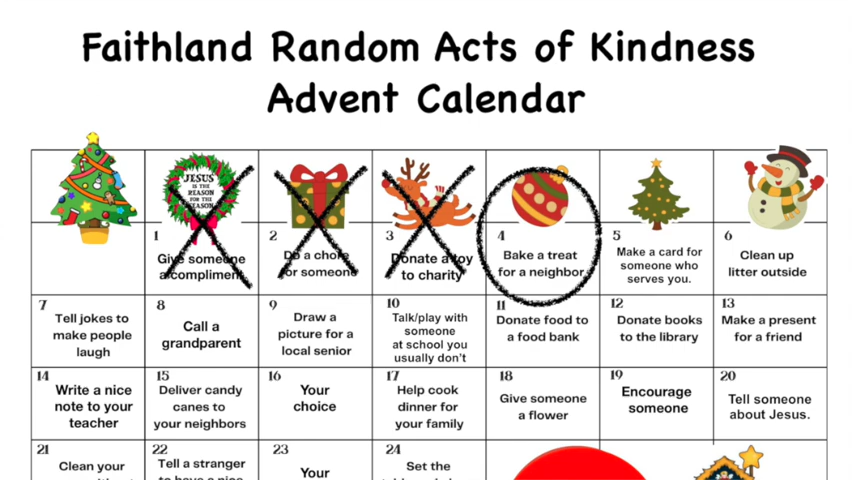 Faithland Random Acts of Kindness
Advent Calendar
JESUS
IS THE
REASON
FOR THE
SEASON
1
Give someone
a compliment
2
Do a chore
for someone
3
Donate a toy
to charity
4
Bake a treat
for a neighbor
5
Make a card for
someone who
serves you.
6
Clean up
litter outside
7
Tell jokes to
make people
laugh
8
Call a
grandparent
9
Draw a
picture for a
local senior
10
Talk/play with
someone
at school you
usually don't
11
Donate food to
a food bank
12
Donate books
to the library
13
Make a present
for a friend
14
Write a nice
note to your
teacher
15
Deliver candy
canes to
your neighbors
16
Your
choice
17
Help cook
dinner for
your family
18
Give someone
a flower
19
Encourage
someone
20
Tell someone
about Jesus.
21
Clean your
22
Tell a stranger
to have a nice
23
Your
24
Set the